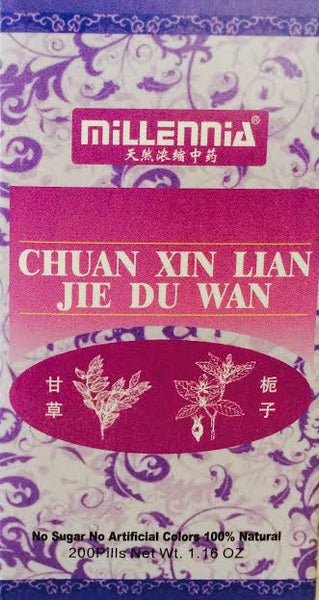 MiLLENNIA®
天然浓缩中药
CHUAN XIN LIAN
JIE DU WAN
甘草
栀子
No Sugar No Artificial Colors 100% Natural
200Pills Net Wt. 1.16 OZ